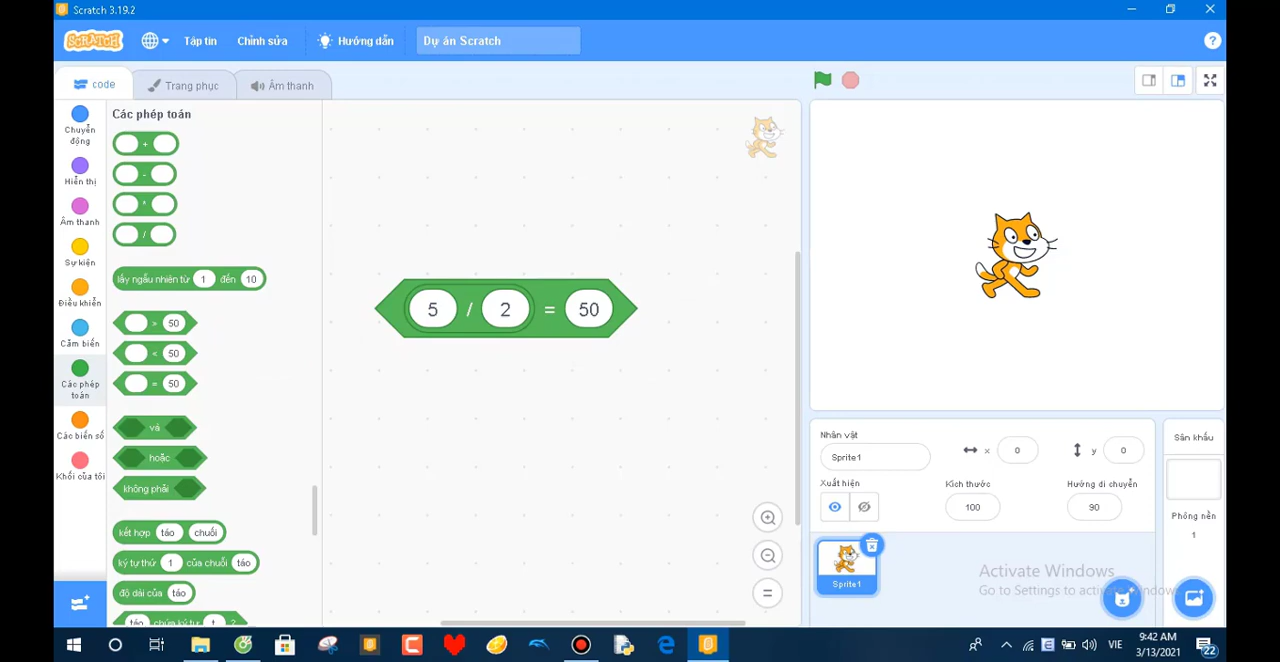 Scratch 3.19.2
SCRATCH
Tập tin
Chỉnh sửa
Hướng dẫn
Dự án Scratch
?
code
Trang phục
Âm thanh
Chuyển động
Hiển thị
Âm thanh
Sự kiện
Điều khiển
Cảm biến
Các phép toán
Các biến số
Khối của tôi
Các phép toán
+
-
*
/
lấy ngẫu nhiên từ 1 đến 10
> 50
< 50
= 50
và
hoặc
không phải
kết hợp táo chuối
ký tự thứ 1 của chuỗi táo
độ dài của táo
5 / 2 = 50
Nhân vật
Sprite1
x 0
y 0
Xuất hiện
Kích thước
100
Hướng di chuyển
90
Sprite1
Sân khấu
Phông nền
1
Activate Windows
Go to Settings to activate Windows.
VIE
9:42 AM
3/13/2021
22